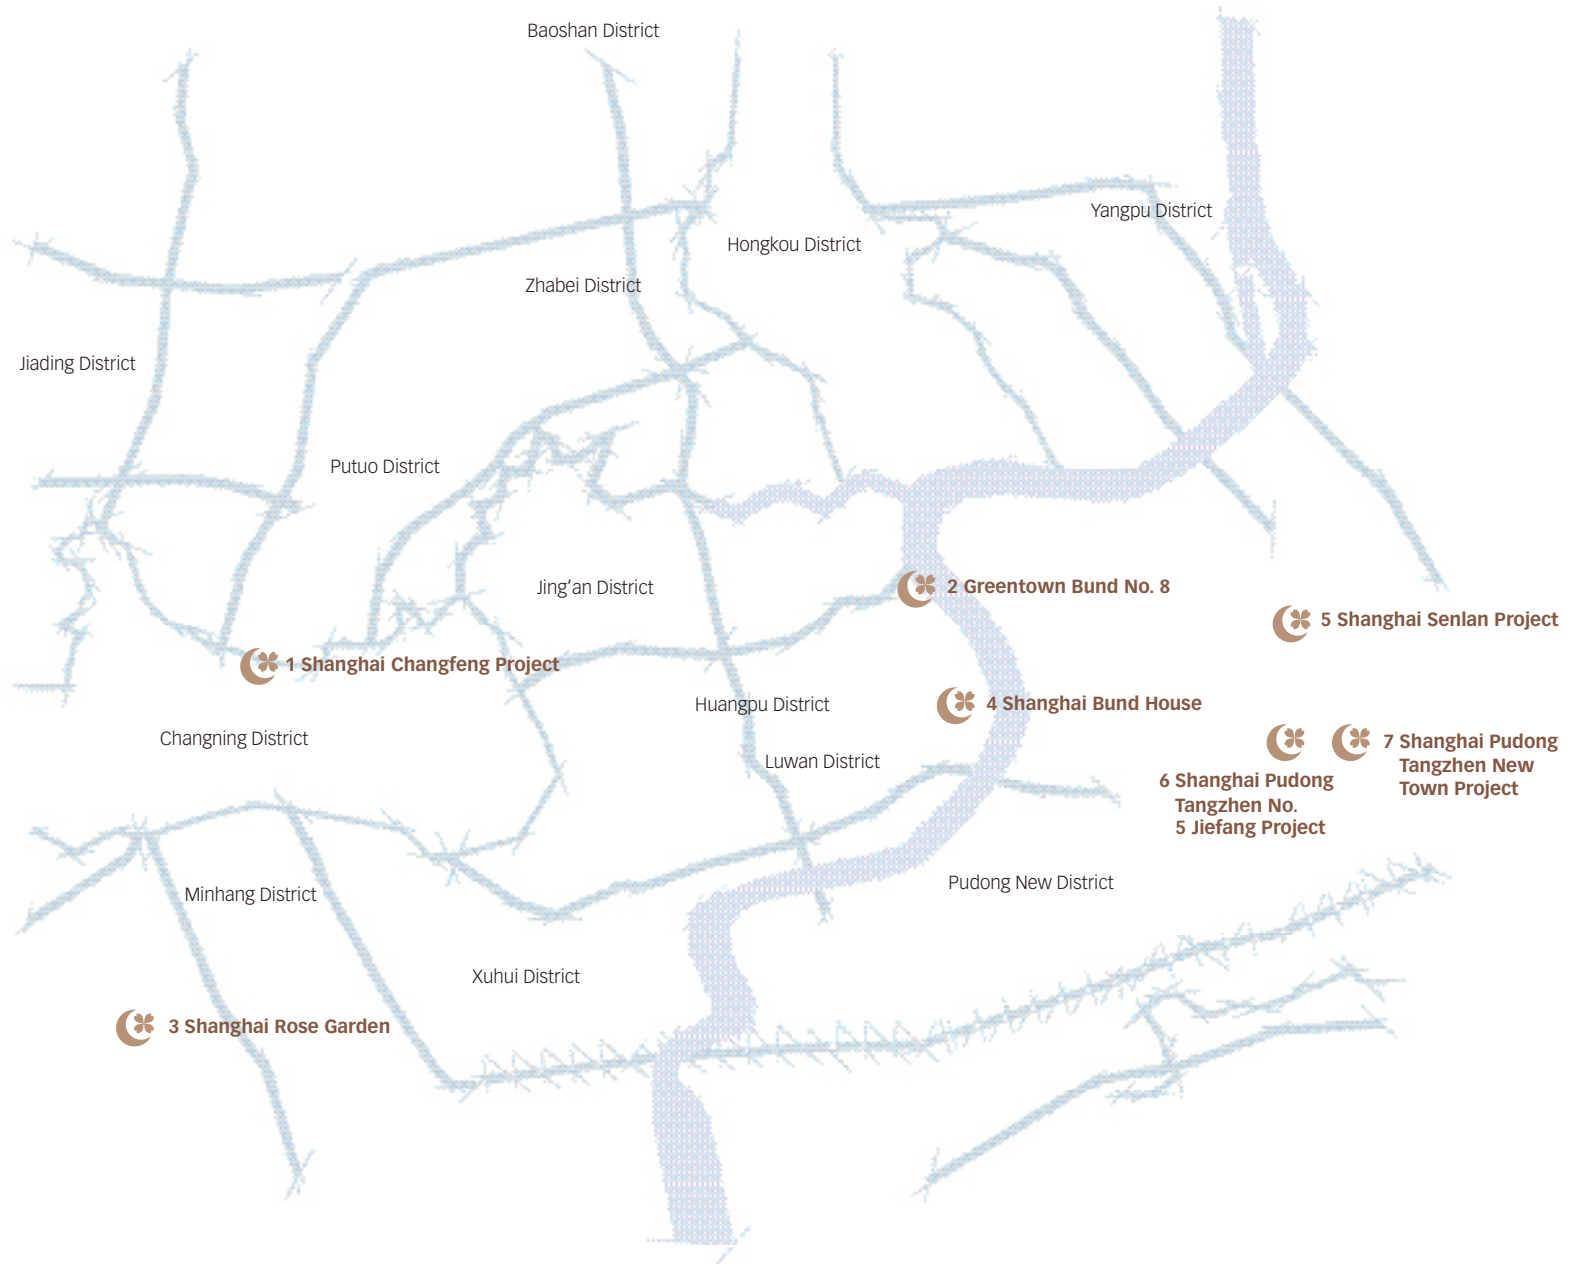 Baoshan District
Yangpu District
Hongkou District
Zhabei District
Jiading District
Putuo District
Jing'an District
2 Greentown Bund No. 8
5 Shanghai Senlan Project
1 Shanghai Changfeng Project
Huangpu District
4 Shanghai Bund House
Changning District
Luwan District
7 Shanghai Pudong
Tangzhen New
Town Project
6 Shanghai Pudong
Tangzhen No.
5 Jiefang Project
Minhang District
Pudong New District
Xuhui District
3 Shanghai Rose Garden